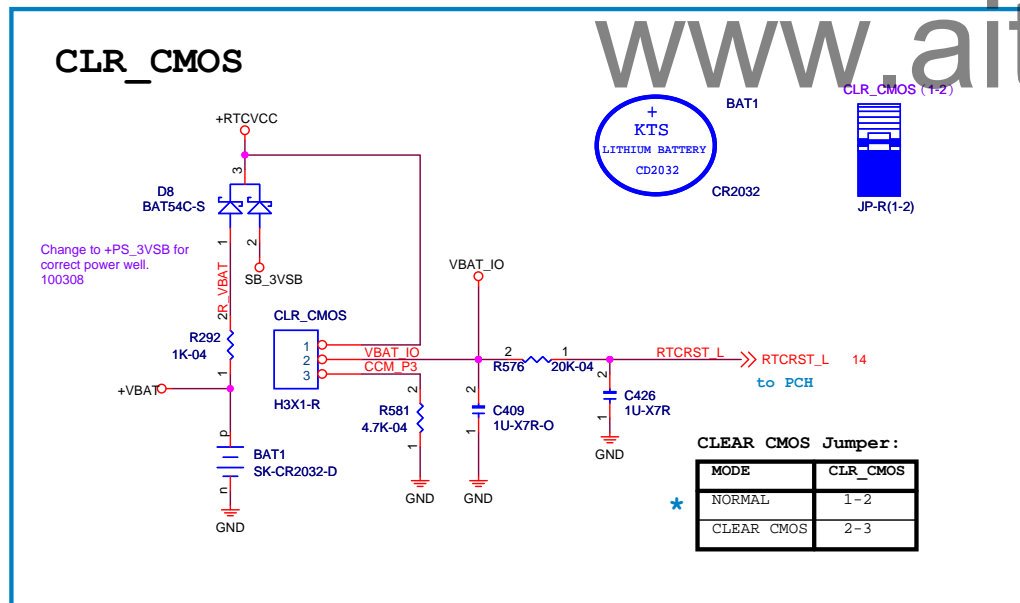 www.ait
CLR_CMOS
CLR_CMOS (1-2)
BAT1
+
KTS
LITHIUM BATTERY
CD2032
CR2032
JP-R(1-2)
+RTCVCC
3
D8
BAT54C-S
1
2
Change to +PS_3VSB for
correct power well.
100308
SB_3VSB
R_VBAT
2
R292
1K-04
1
+VBAT
p
BAT1
SK-CR2032-D
n
GND
CLR_CMOS
1
2
3
H3X1-R
VBAT_IO
CCM_P3
2
R581
4.7K-04
1
GND
VBAT_IO
2
C409
1U-X7R-O
1
GND
2
1
R576
20K-04
2
C426
1U-X7R
1
GND
RTCRST_L
RTCRST_L 14
to PCH
CLEAR CMOS Jumper:
MODE CLR_CMOS
* NORMAL 1-2
CLEAR CMOS 2-3